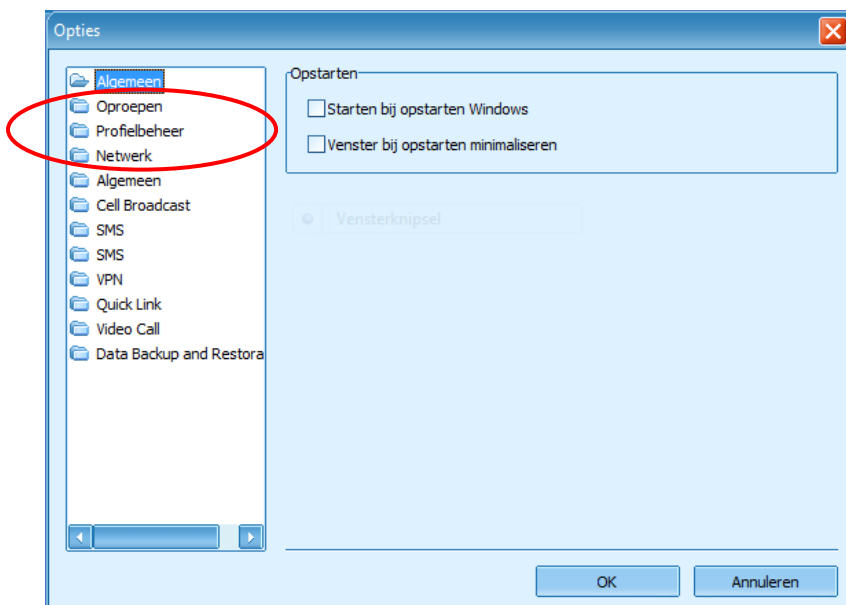 Opties
Algemeen
Oproepen
Profielbeheer
Netwerk
Algemeen
Cell Broadcast
SMS
SMS
VPN
Quick Link
Video Call
Data Backup and Restora
Opstarten
Starten bij opstarten Windows
Venster bij opstarten minimaliseren
Vensterknipsel
OK
Annuleren